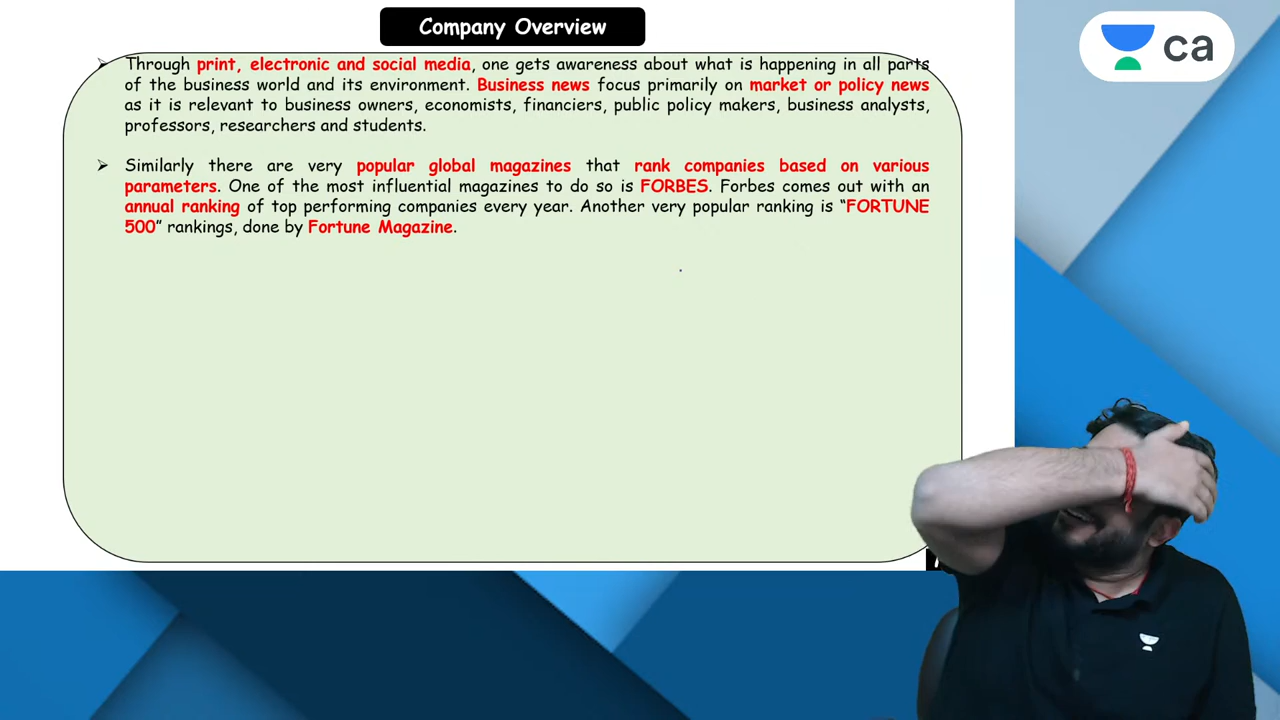 Company Overview
ca
➢ Through print, electronic and social media, one gets awareness about what is happening in all parts
of the business world and its environment. Business news focus primarily on market or policy news
as it is relevant to business owners, economists, financiers, public policy makers, business analysts,
professors, researchers and students.
➢ Similarly there are very popular global magazines that rank companies based on various
parameters. One of the most influential magazines to do so is FORBES. Forbes comes out with an
annual ranking of top performing companies every year. Another very popular ranking is “FORTUNE
500” rankings, done by Fortune Magazine.